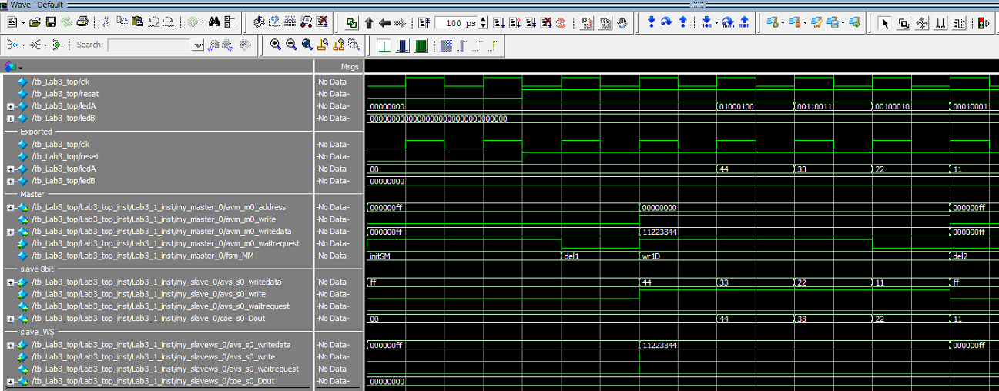 Wave - Default
100 ps
Search:
Msgs
/tb_Lab3_top/clk -No Data-
/tb_Lab3_top/reset -No Data-
/tb_Lab3_top/ledA -No Data- 00000000 01000100 00110011 00100010 00010001
/tb_Lab3_top/ledB -No Data- 00000000000000000000000000000000
Exported
/tb_Lab3_top/clk -No Data-
/tb_Lab3_top/reset -No Data-
/tb_Lab3_top/ledA -No Data- 00 44 33 22 11
/tb_Lab3_top/ledB -No Data- 00000000
Master
/tb_Lab3_top/Lab3_top_inst/Lab3_1_inst/my_master_0/avm_m0_address -No Data- 000000ff 00000000 000000ff
/tb_Lab3_top/Lab3_top_inst/Lab3_1_inst/my_master_0/avm_m0_write -No Data-
/tb_Lab3_top/Lab3_top_inst/Lab3_1_inst/my_master_0/avm_m0_writedata -No Data- 000000ff 11223344 000000ff
/tb_Lab3_top/Lab3_top_inst/Lab3_1_inst/my_master_0/avm_m0_waitrequest -No Data-
/tb_Lab3_top/Lab3_top_inst/Lab3_1_inst/my_master_0/fsm_MM -No Data- initSM del1 wr1D del2
slave 8bit
/tb_Lab3_top/Lab3_top_inst/Lab3_1_inst/my_slave_0/avs_s0_writedata -No Data- ff 44 33 22 11 ff
/tb_Lab3_top/Lab3_top_inst/Lab3_1_inst/my_slave_0/avs_s0_write -No Data-
/tb_Lab3_top/Lab3_top_inst/Lab3_1_inst/my_slave_0/avs_s0_waitrequest -No Data-
/tb_Lab3_top/Lab3_top_inst/Lab3_1_inst/my_slave_0/coe_s0_Dout -No Data- 00 44 33 22 11
slave_WS
/tb_Lab3_top/Lab3_top_inst/Lab3_1_inst/my_slavews_0/avs_s0_writedata -No Data- 000000ff 11223344 000000ff
/tb_Lab3_top/Lab3_top_inst/Lab3_1_inst/my_slavews_0/avs_s0_write -No Data-
/tb_Lab3_top/Lab3_top_inst/Lab3_1_inst/my_slavews_0/avs_s0_waitrequest -No Data-
/tb_Lab3_top/Lab3_top_inst/Lab3_1_inst/my_slavews_0/coe_s0_Dout -No Data- 00000000